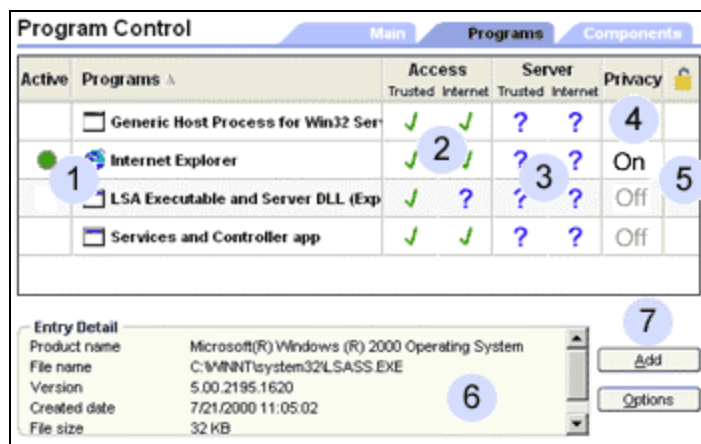 Program Control
Main Programs Components
Active Programs Access Server Privacy
Trusted Internet Trusted Internet
Generic Host Process for Win32 Ser ? ? 4
1 Internet Explorer 2 ? 3 ? On 5
LSA Executable and Server DLL (Exp ? ? ? Off
Services and Controller app ? ? Off
Entry Detail
Product name Microsoft(R) Windows (R) 2000 Operating System
File name C:\WINNT\system32\LSASS.EXE
Version 5.00.2195.1620
Created date 7/21/2000 11:05:02
File size 32 KB
6
7
Add
Options